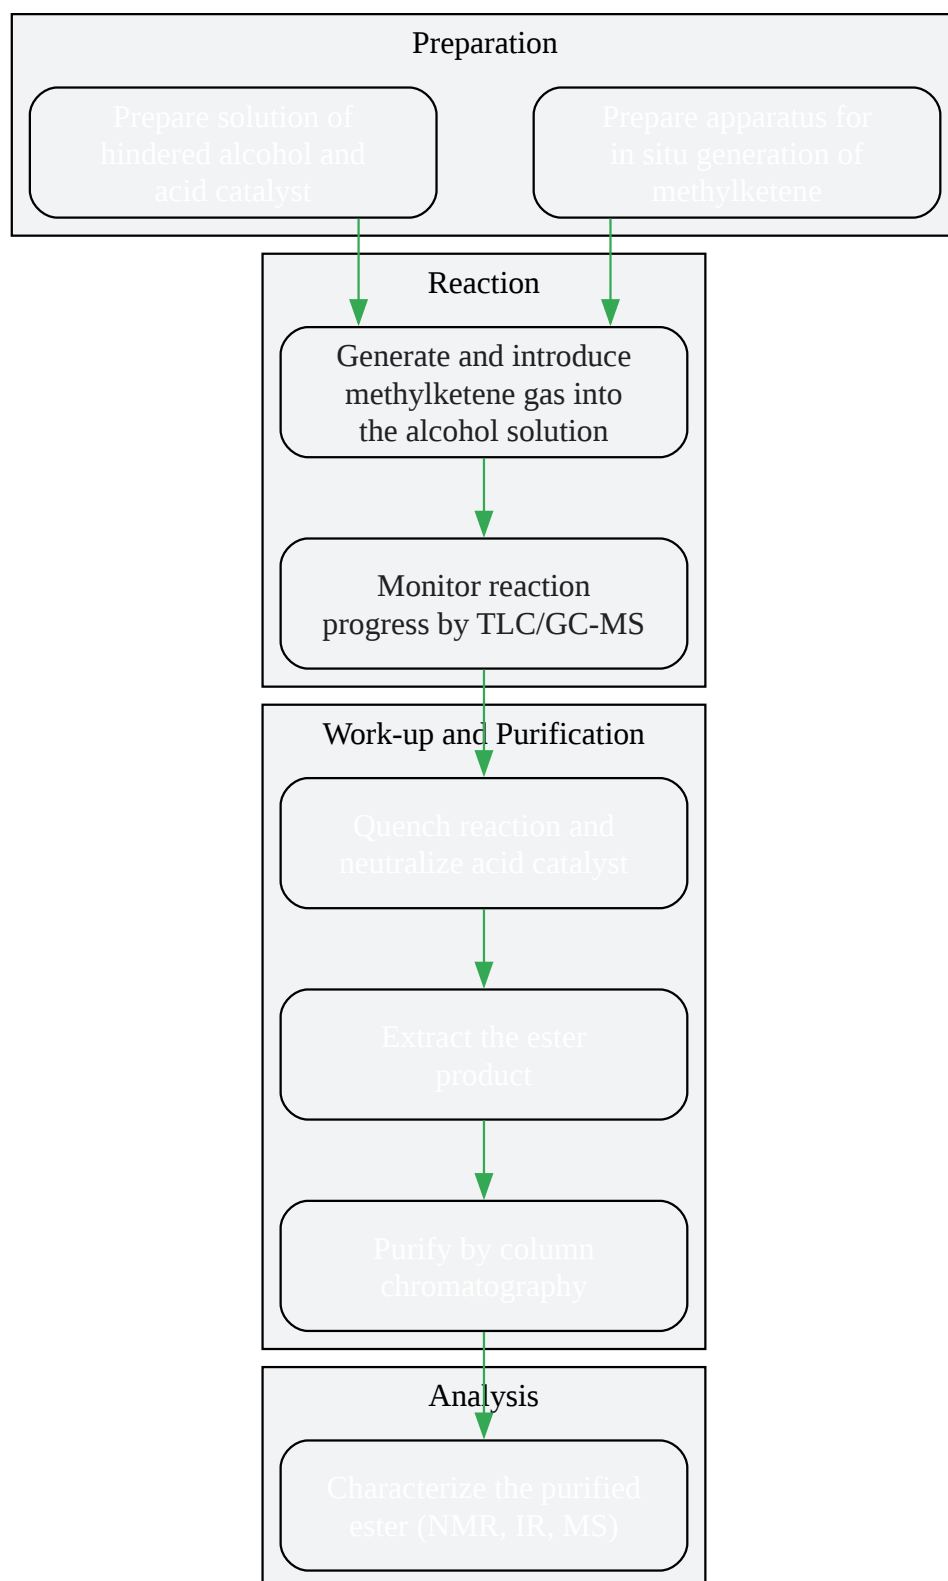 Preparation
Prepare solution of
hindered alcohol and
acid catalyst
Prepare apparatus for
in situ generation of
methylketene
Reaction
Generate and introduce
methylketene gas into
the alcohol solution
Monitor reaction
progress by TLC/GC-MS
Work-up and Purification
Quench reaction and
neutralize acid catalyst
Extract the ester
product
Purify by column
chromatography
Analysis
Characterize the purified
ester (NMR, IR, MS)